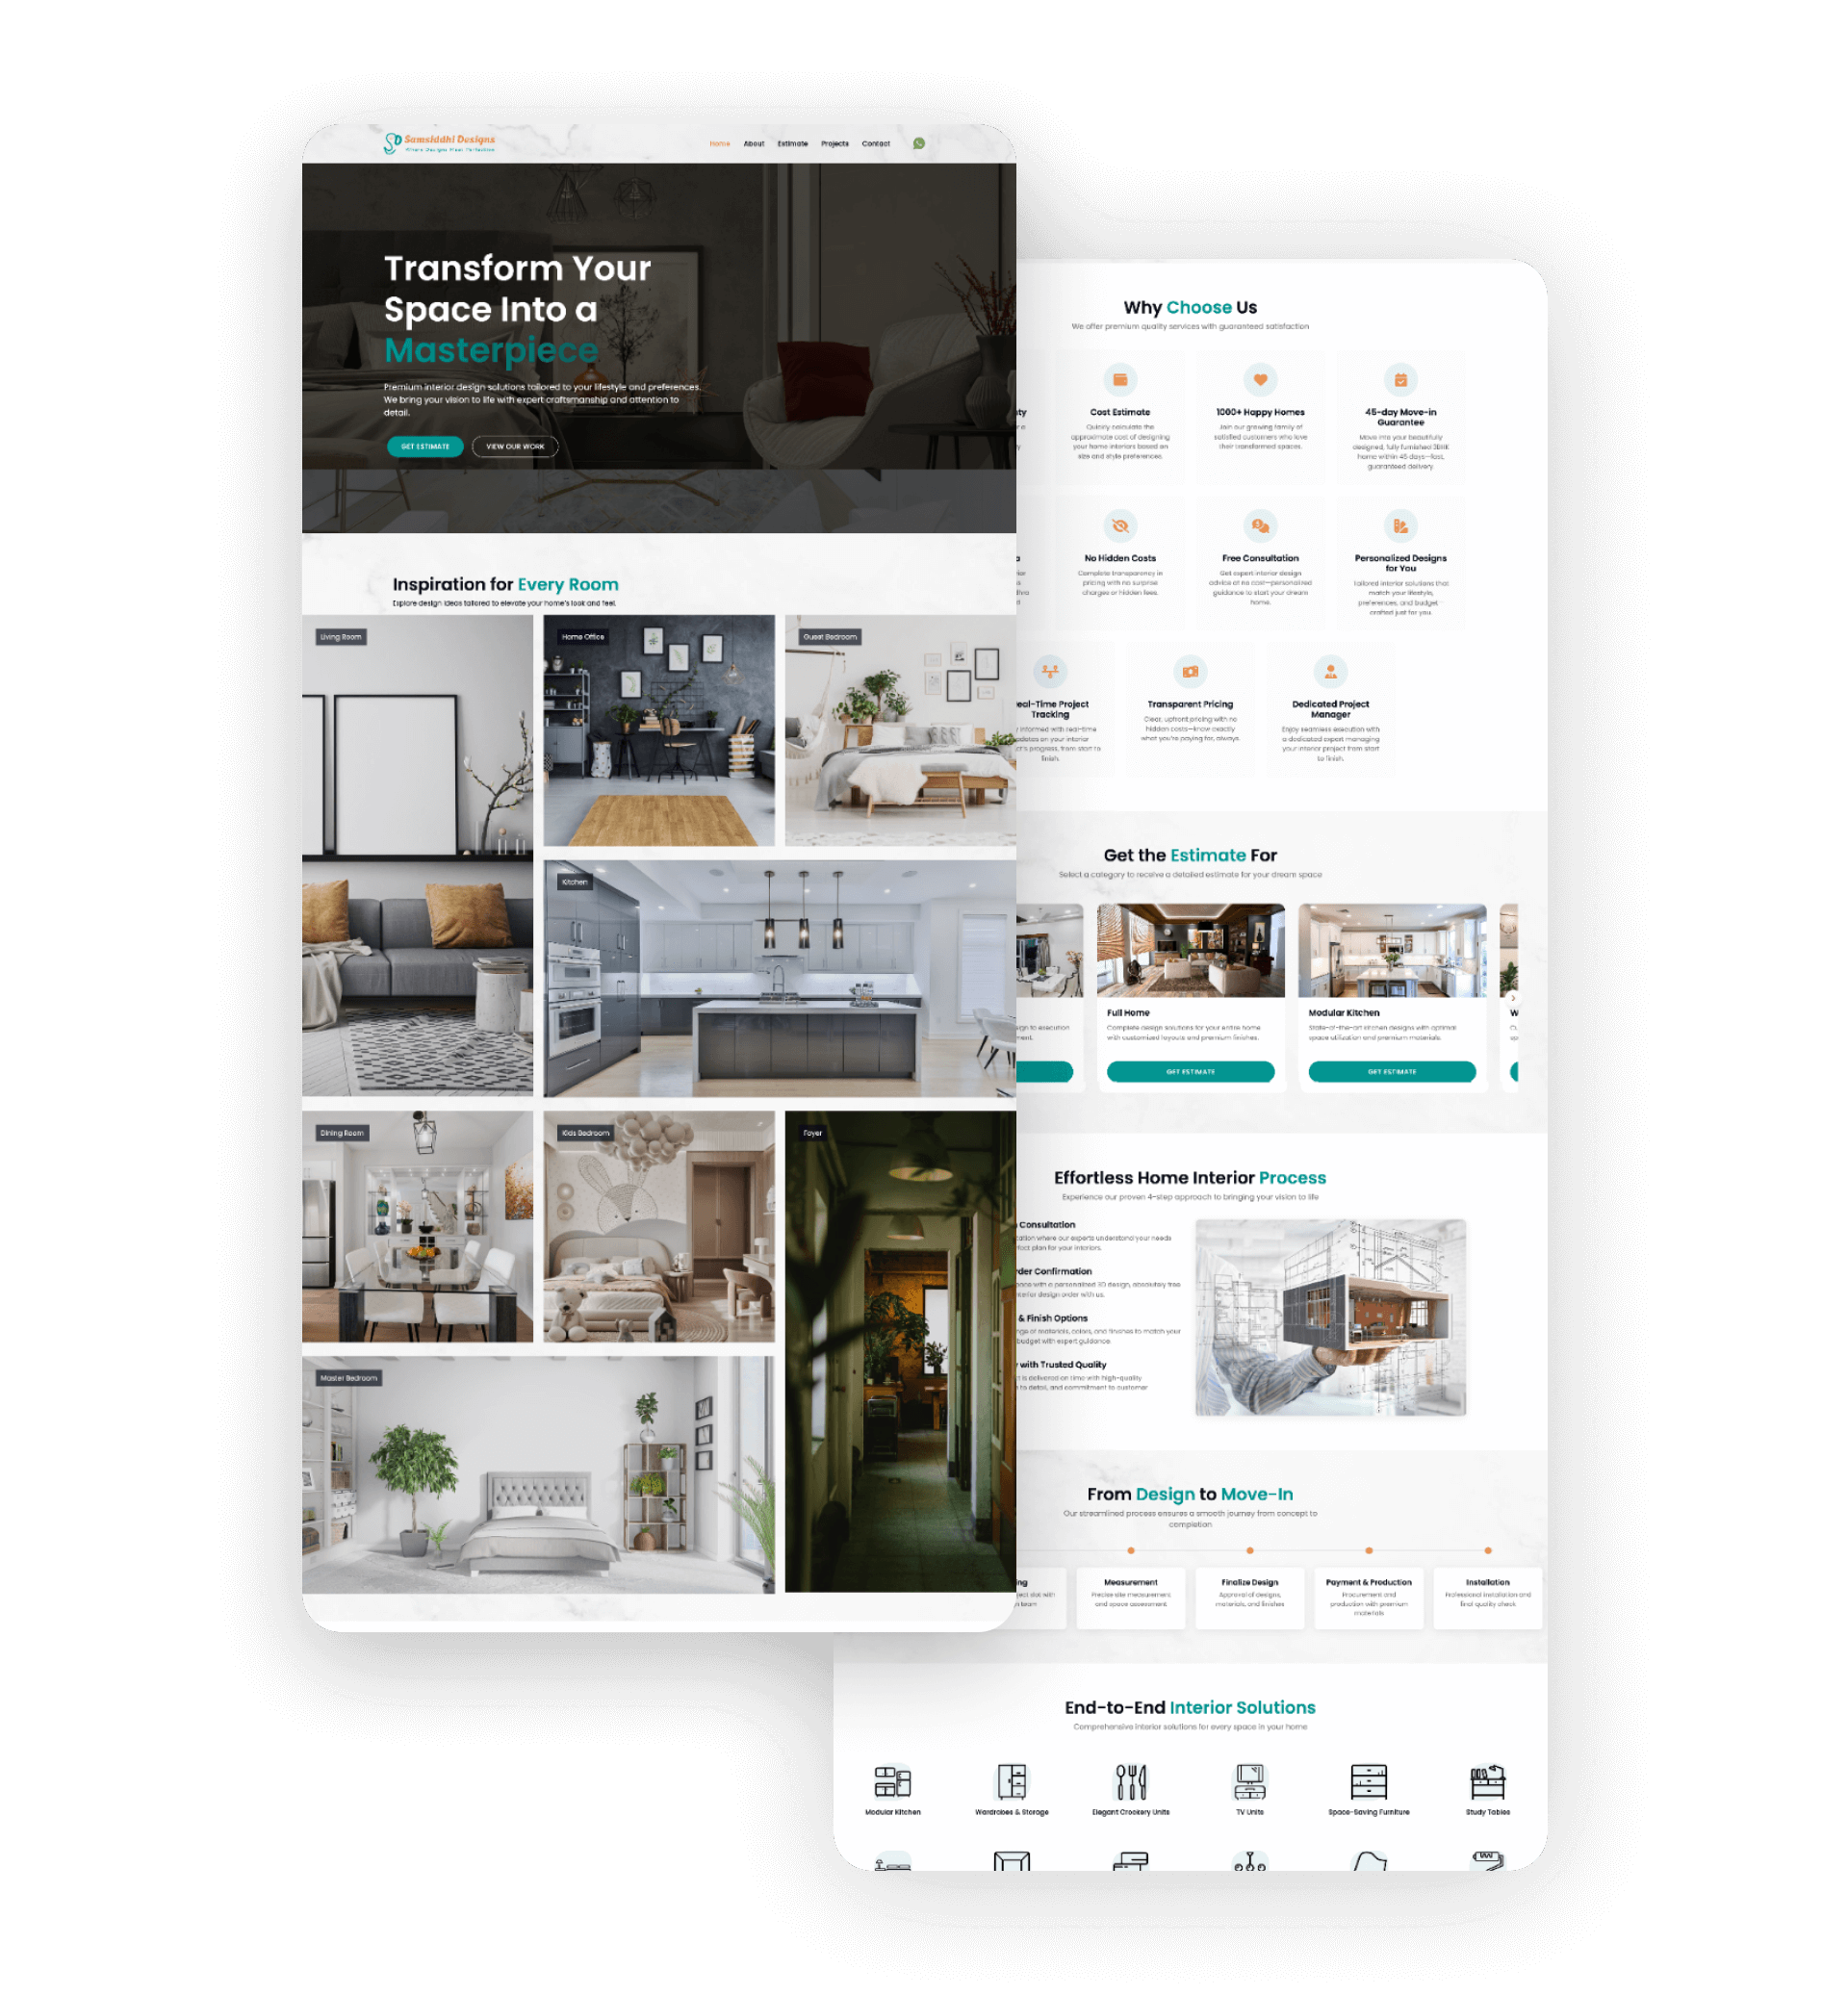 Samsiddhi Designs
Where Designs Meet Perfection
Home About Estimate Projects Contact
Transform Your
Space Into a
Masterpiece
Premium interior design solutions tailored to your lifestyle and preferences.
We bring your vision to life with expert craftsmanship and attention to
detail.
GET ESTIMATE VIEW OUR WORK
Inspiration for Every Room
Explore design ideas tailored to elevate your home's look and feel.
Living Room
Home Office
Guest Bedroom
Kitchen
Dining Room
Kids Bedroom
Foyer
Master Bedroom
Why Choose Us
We offer premium quality services with guaranteed satisfaction
Cost Estimate
Quickly calculate the
approximate cost of designing
your home interiors based on
size and style preferences.
1000+ Happy Homes
Join our growing family of
satisfied customers who love
their transformed spaces.
45-day Move-in
Guarantee
Move into your beautifully
designed, fully furnished 3BHK
home within 45 days—fast,
guaranteed delivery.
No Hidden Costs
Complete transparency in
pricing with no surprise
charges or hidden fees.
Free Consultation
Get expert interior design
advice at no cost—personalized
guidance to start your dream
home.
Personalized Designs
for You
Tailored interior solutions that
match your lifestyle,
preferences, and budget—
crafted just for you.
eal-Time Project
Tracking
r informed with real-time
pdates on your interior
ct's progress, from start to
finish.
Transparent Pricing
Clear, upfront pricing with no
hidden costs—know exactly
what you're paying for, always.
Dedicated Project
Manager
Enjoy seamless execution with
a dedicated expert managing
your interior project from start
to finish.
Get the Estimate For
Select a category to receive a detailed estimate for your dream space
sign to execution
ment.
Full Home
Complete design solutions for your entire home
with customized layouts and premium finishes.
GET ESTIMATE
Modular Kitchen
State-of-the-art kitchen designs with optimal
space utilization and premium materials.
GET ESTIMATE
Effortless Home Interior Process
Experience our proven 4-step approach to bringing your vision to life
Consultation
tation where our experts understand your needs
rfect plan for your interiors.
rder Confirmation
pace with a personalized 3D design, absolutely free
interior design order with us.
& Finish Options
nge of materials, colors, and finishes to match your
budget with expert guidance.
y with Trusted Quality
t is delivered on time with high-quality
to detail, and commitment to customer
From Design to Move-In
Our streamlined process ensures a smooth journey from concept to
completion
ng
ject slot with
n team
Measurement
Precise site measurement
and space assessment
Finalize Design
Approval of designs,
materials, and finishes
Payment & Production
Procurement and
production with premium
materials
Installation
Professional installation and
final quality check
End-to-End Interior Solutions
Comprehensive interior solutions for every space in your home
Modular Kitchen
Wardrobes & Storage
Elegant Crockery Units
TV Units
Space-Saving Furniture
Study Tables